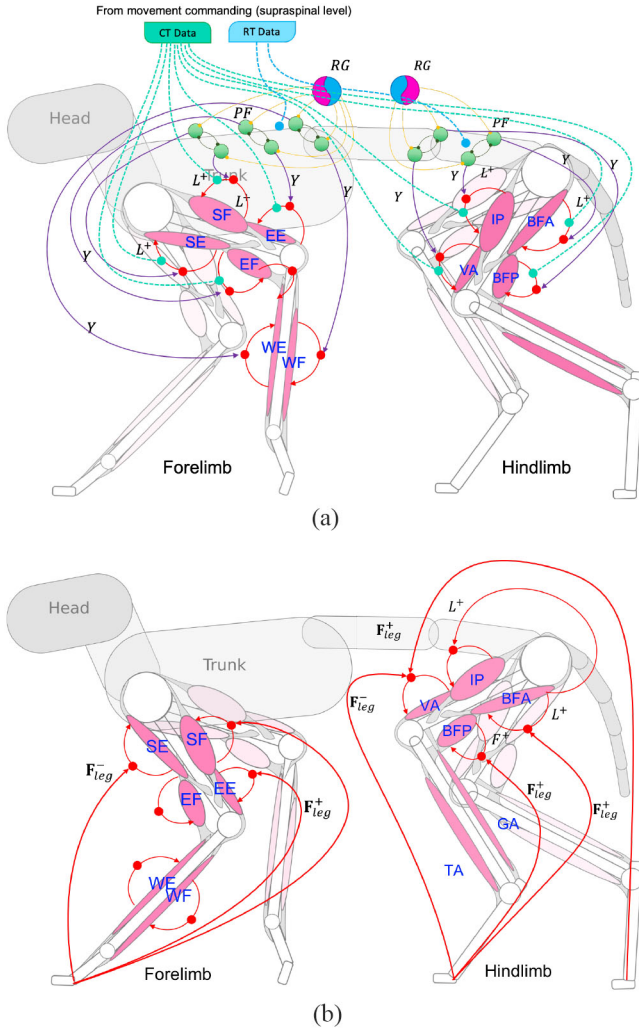 From movement commanding (supraspinal level)
CT Data
RT Data
RG
RG
Head
PF
PF
Trunk
L+
L+
Y
Y
Y
Y
L+
Y
Y
L+
SF
EE
SE
EF
L+
Y
Y
IP
BFA
VA
BFP
WE
WF
Forelimb
Hindlimb
(a)
Head
Trunk
F+leg
L+
IP
F-leg
VA
BFA
L+
BFP
F+
SE
SF
F-leg
EF
EE
F+leg
F+leg
F+leg
GA
TA
WE
WF
Forelimb
Hindlimb
(b)